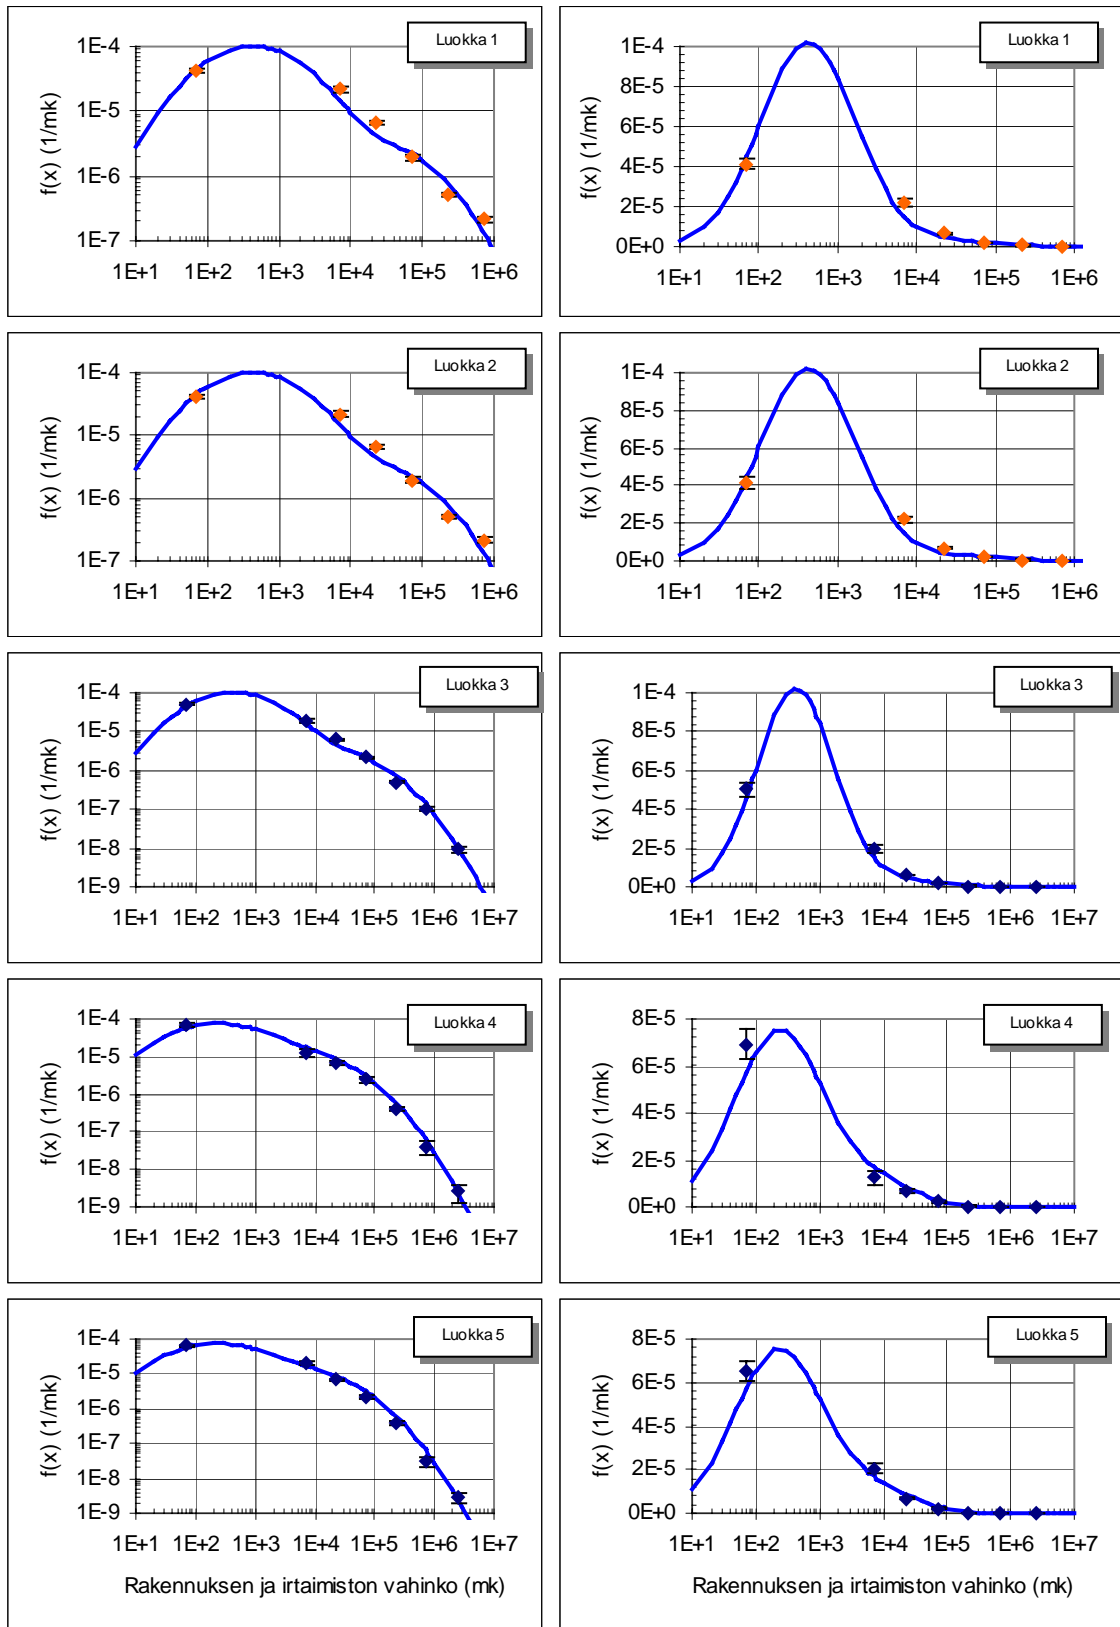 Luokka 1
f(x) (1/mk)
1E-4
1E-5
1E-6
1E-7
1E+1 1E+2 1E+3 1E+4 1E+5 1E+6
Luokka 1
f(x) (1/mk)
1E-4
8E-5
6E-5
4E-5
2E-5
0E+0
1E+1 1E+2 1E+3 1E+4 1E+5 1E+6
Luokka 2
f(x) (1/mk)
1E-4
1E-5
1E-6
1E-7
1E+1 1E+2 1E+3 1E+4 1E+5 1E+6
Luokka 2
f(x) (1/mk)
1E-4
8E-5
6E-5
4E-5
2E-5
0E+0
1E+1 1E+2 1E+3 1E+4 1E+5 1E+6
Luokka 3
f(x) (1/mk)
1E-4
1E-5
1E-6
1E-7
1E-8
1E-9
1E+1 1E+2 1E+3 1E+4 1E+5 1E+6 1E+7
Luokka 3
f(x) (1/mk)
1E-4
8E-5
6E-5
4E-5
2E-5
0E+0
1E+1 1E+2 1E+3 1E+4 1E+5 1E+6 1E+7
Luokka 4
f(x) (1/mk)
1E-4
1E-5
1E-6
1E-7
1E-8
1E-9
1E+1 1E+2 1E+3 1E+4 1E+5 1E+6 1E+7
Luokka 4
f(x) (1/mk)
8E-5
6E-5
4E-5
2E-5
0E+0
1E+1 1E+2 1E+3 1E+4 1E+5 1E+6 1E+7
Luokka 5
f(x) (1/mk)
1E-4
1E-5
1E-6
1E-7
1E-8
1E-9
1E+1 1E+2 1E+3 1E+4 1E+5 1E+6 1E+7
Rakennuksen ja irtaimiston vahinko (mk)
Luokka 5
f(x) (1/mk)
8E-5
6E-5
4E-5
2E-5
0E+0
1E+1 1E+2 1E+3 1E+4 1E+5 1E+6 1E+7
Rakennuksen ja irtaimiston vahinko (mk)